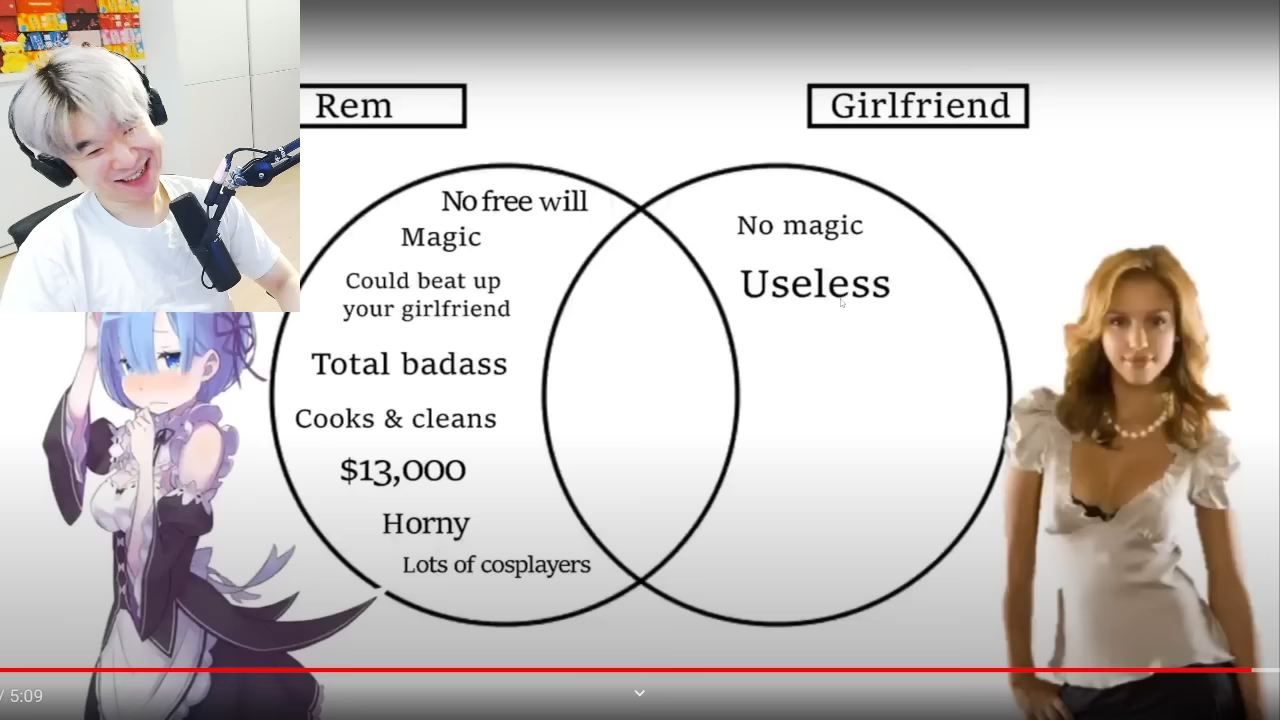 Rem
Girlfriend
No free will
Magic
Could beat up
your girlfriend
Total badass
Cooks & cleans
$13,000
Horny
Lots of cosplayers
No magic
Useless
/ 5:09